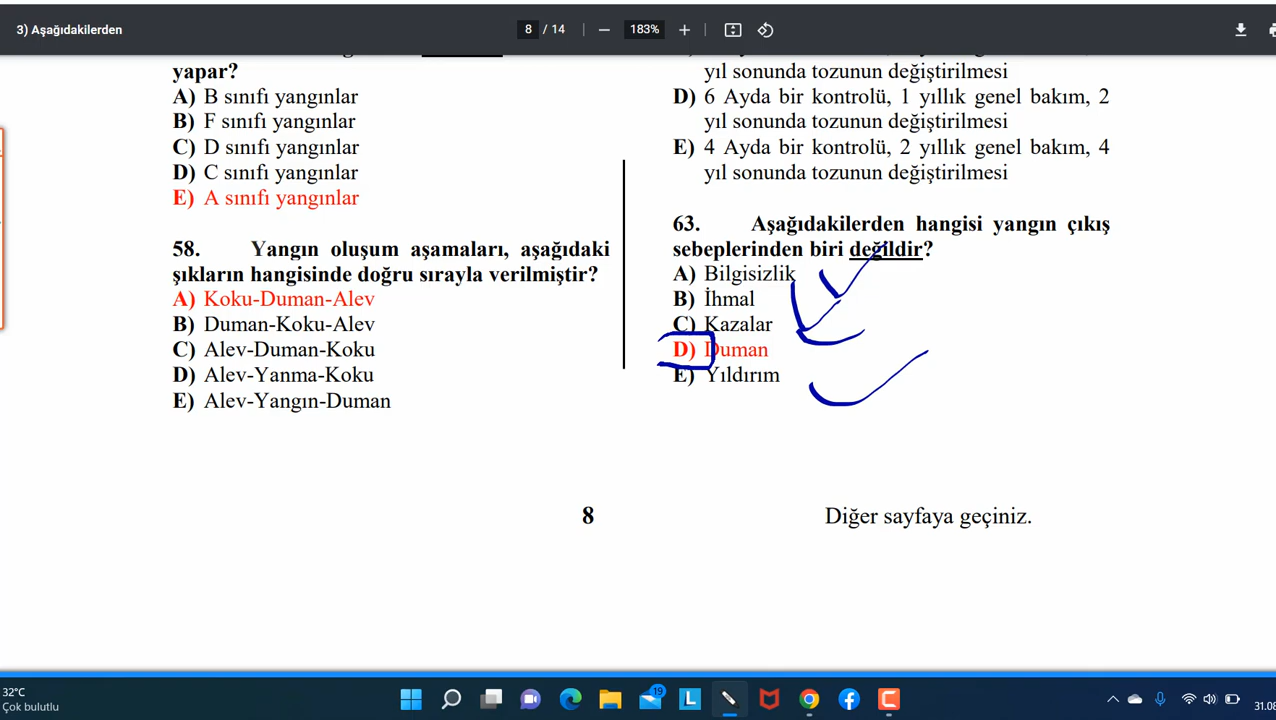 3) Aşağıdakilerden
8 / 14
183%
yapar?
A) B sınıfı yangınlar
B) F sınıfı yangınlar
C) D sınıfı yangınlar
D) C sınıfı yangınlar
E) A sınıfı yangınlar
58. Yangın oluşum aşamaları, aşağıdaki
şıkların hangisinde doğru sırayla verilmiştir?
A) Koku-Duman-Alev
B) Duman-Koku-Alev
C) Alev-Duman-Koku
D) Alev-Yanma-Koku
E) Alev-Yangın-Duman
yıl sonunda tozunun değiştirilmesi
D) 6 Ayda bir kontrolü, 1 yıllık genel bakım, 2
yıl sonunda tozunun değiştirilmesi
E) 4 Ayda bir kontrolü, 2 yıllık genel bakım, 4
yıl sonunda tozunun değiştirilmesi
63. Aşağıdakilerden hangisi yangın çıkış
sebeplerinden biri değildir?
A) Bilgisizlik
B) İhmal
C) Kazalar
D) Duman
E) Yıldırım
8
Diğer sayfaya geçiniz.
32°C
Çok bulutlu
19
L
31.08